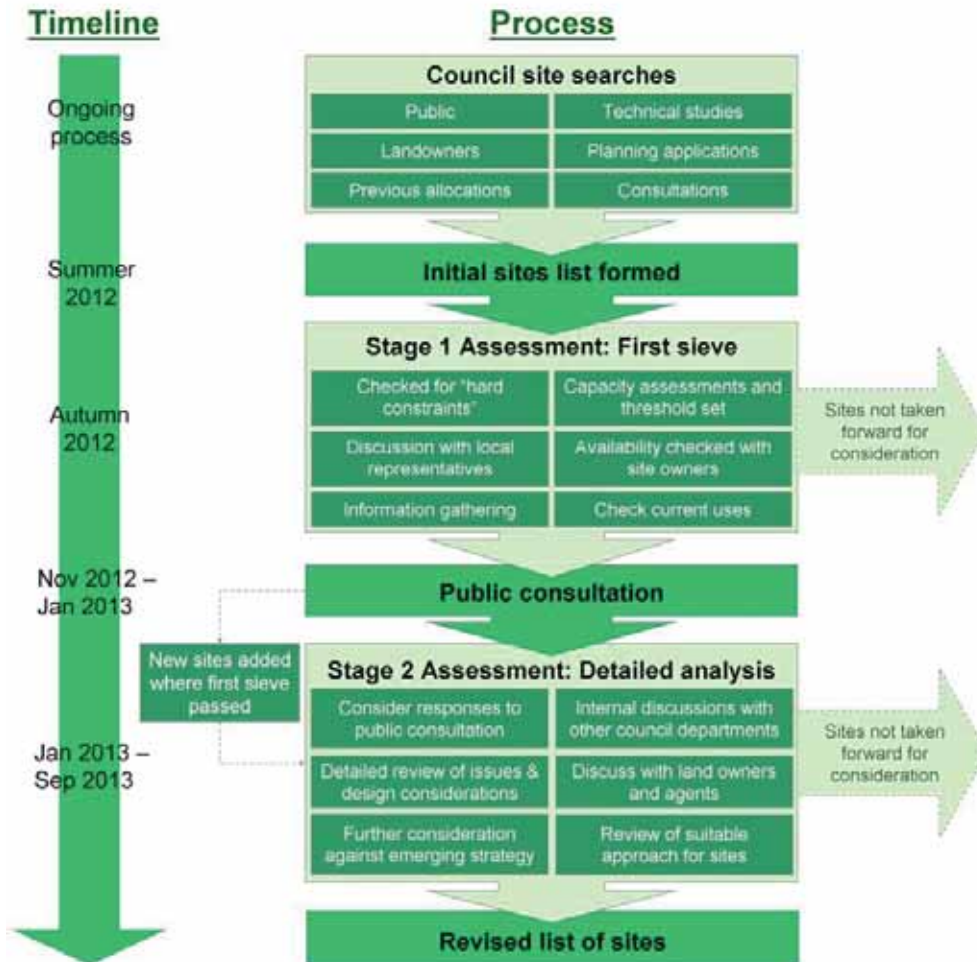 Timeline
Process
Ongoing
process
Council site searches
Public
Technical studies
Landowners
Planning applications
Previous allocations
Consultations
Summer
2012
Initial sites list formed
Autumn
2012
Stage 1 Assessment: First sieve
Checked for "hard
constraints"
Capacity assessments and
threshold set
Discussion with local
representatives
Availability checked with
site owners
Information gathering
Check current uses
Sites not taken
forward for
consideration
Nov 2012 –
Jan 2013
Public consultation
New sites added
where first sieve
passed
Jan 2013 –
Sep 2013
Stage 2 Assessment: Detailed analysis
Consider responses to
public consultation
Internal discussions with
other council departments
Detailed review of issues &
design considerations
Discuss with land owners
and agents
Further consideration
against emerging strategy
Review of suitable
approach for sites
Sites not taken
forward for
consideration
Revised list of sites